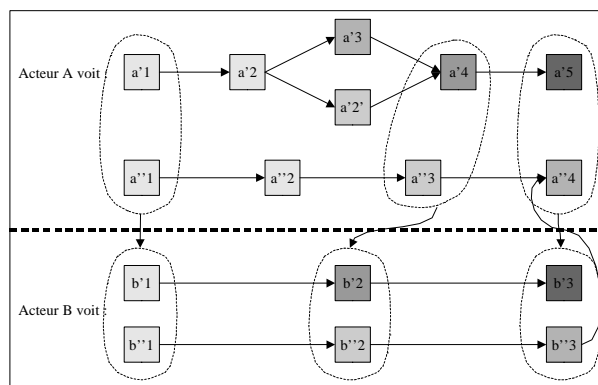 a'3
Acteur A voit : a'1 a'2 a'4 a'5
a'2'
a''1 a''2 a''3 a''4
b'1 b'2 b'3
Acteur B voit :
b''1 b''2 b''3